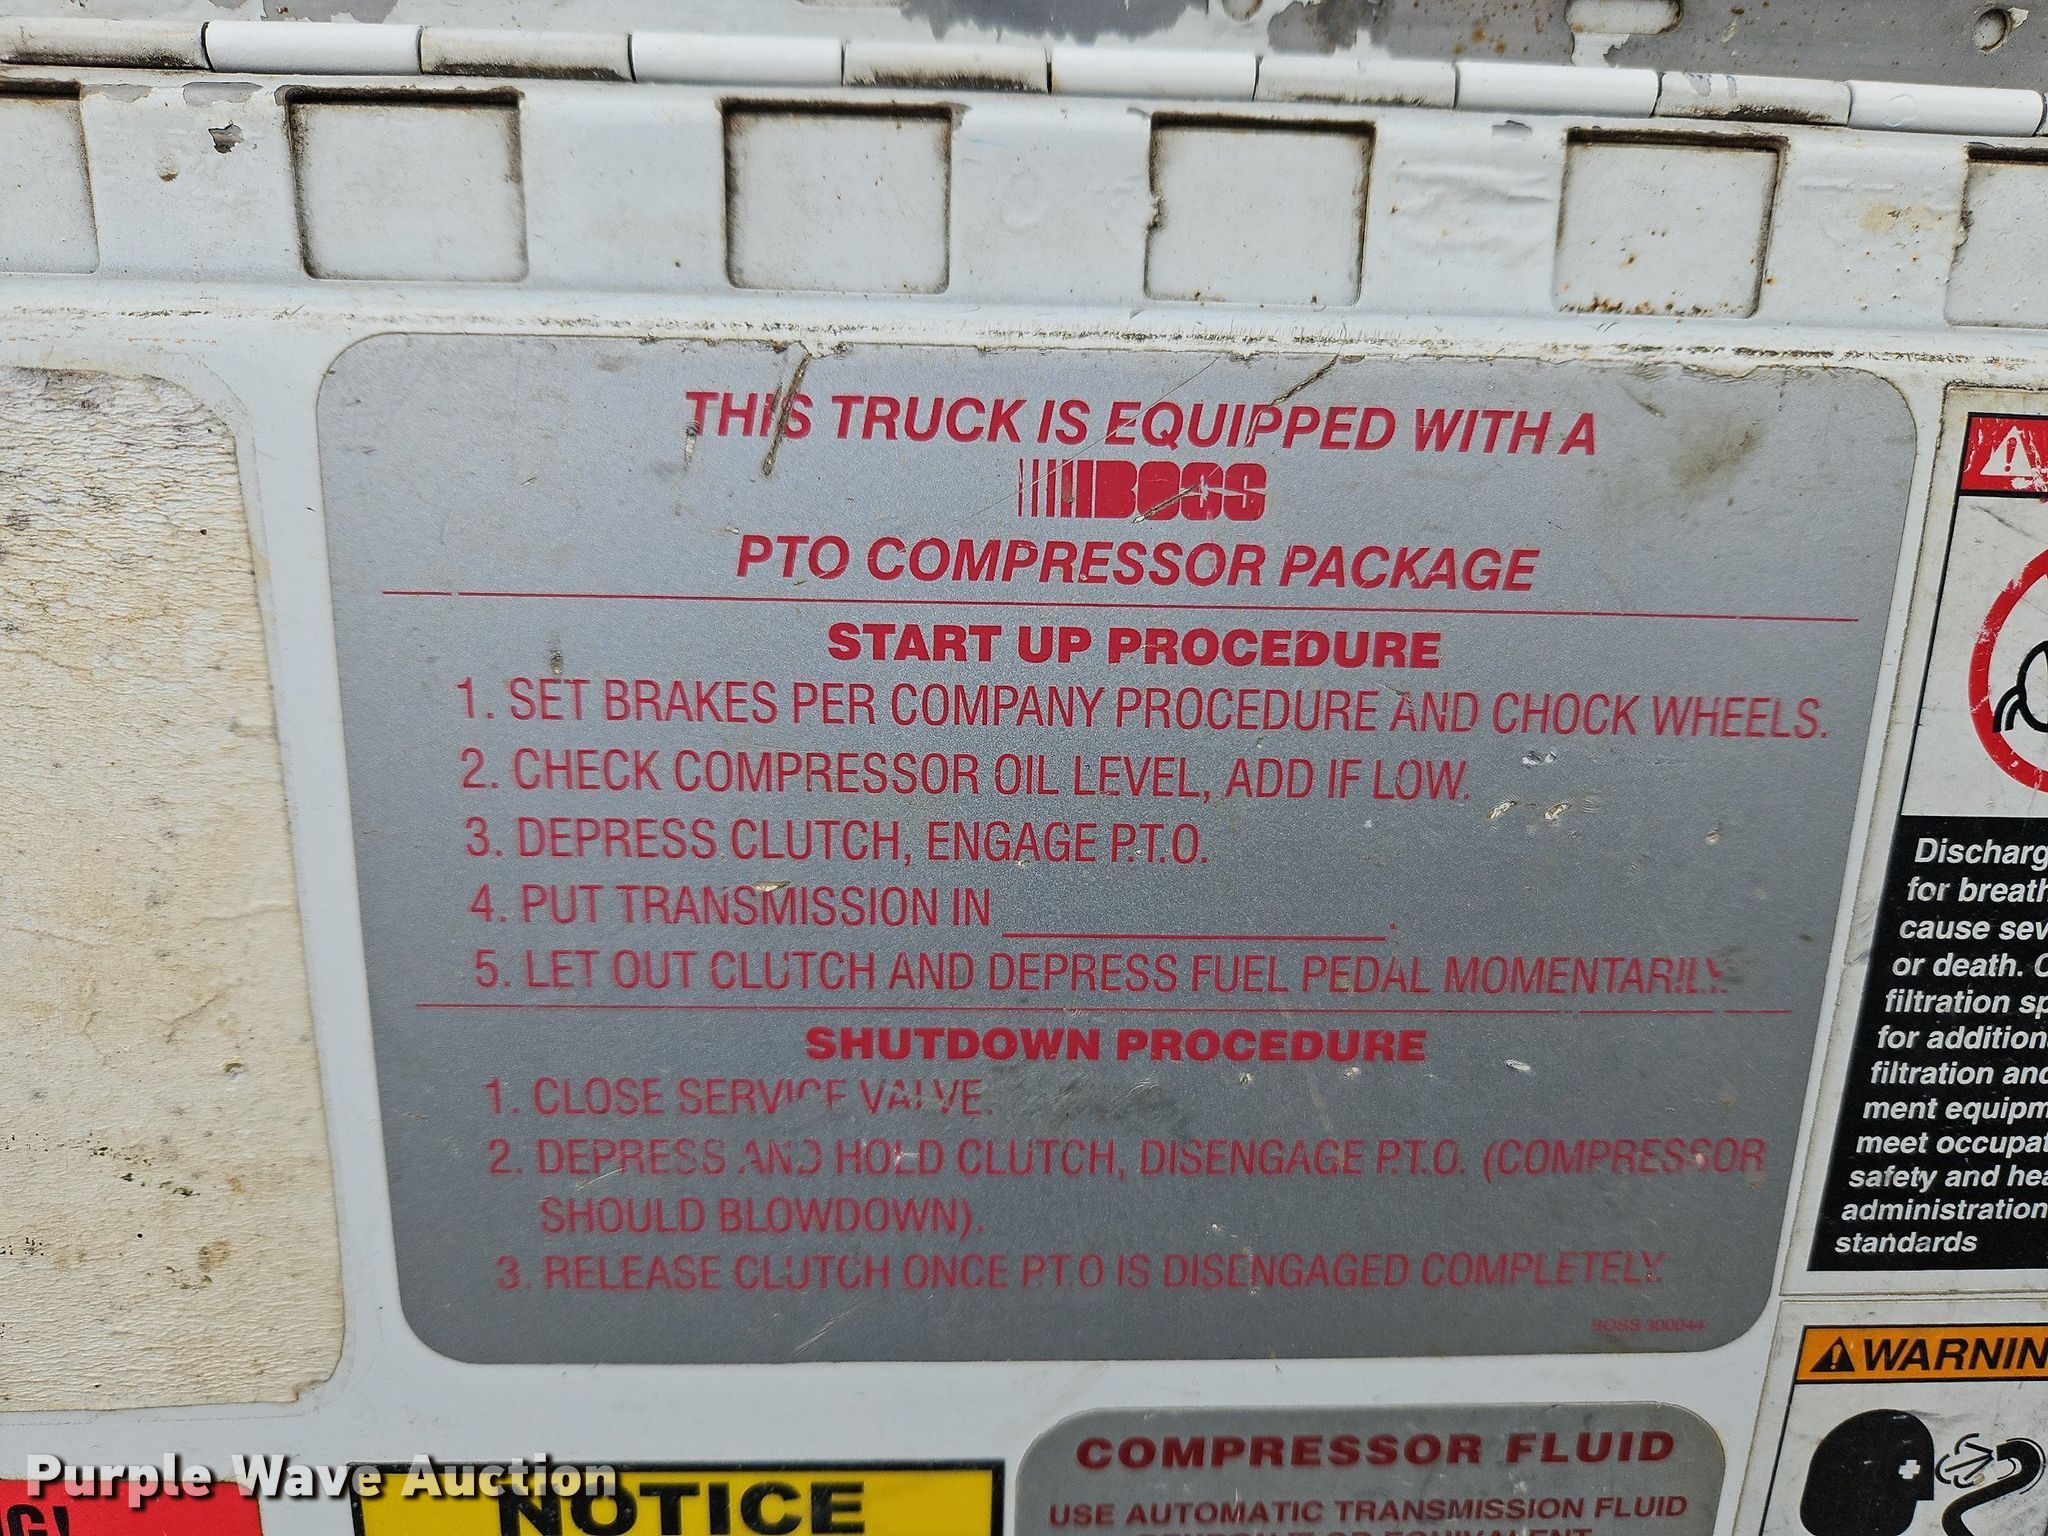 THIS TRUCK IS EQUIPPED WITH A
BOSS
PTO COMPRESSOR PACKAGE
START UP PROCEDURE
1. SET BRAKES PER COMPANY PROCEDURE AND CHOCK WHEELS.
2. CHECK COMPRESSOR OIL LEVEL, ADD IF LOW.
3. DEPRESS CLUTCH, ENGAGE P.T.O.
4. PUT TRANSMISSION IN ____________.
5. LET OUT CLUTCH AND DEPRESS FUEL PEDAL MOMENTARILY.
SHUTDOWN PROCEDURE
1. CLOSE SERVICE VALVE.
2. DEPRESS AND HOLD CLUTCH, DISENGAGE P.T.O. (COMPRESSOR
SHOULD BLOWDOWN).
3. RELEASE CLUTCH ONCE P.T.O IS DISENGAGED COMPLETELY.
BOSS 300044
Discharg
for breath
cause sev
or death. C
filtration sp
for addition
filtration and
ment equipm
meet occupat
safety and hea
administration
standards
WARNIN
COMPRESSOR FLUID
USE AUTOMATIC TRANSMISSION FLUID
OR EQUIVALENT
NOTICE
G!
Purple Wave Auction